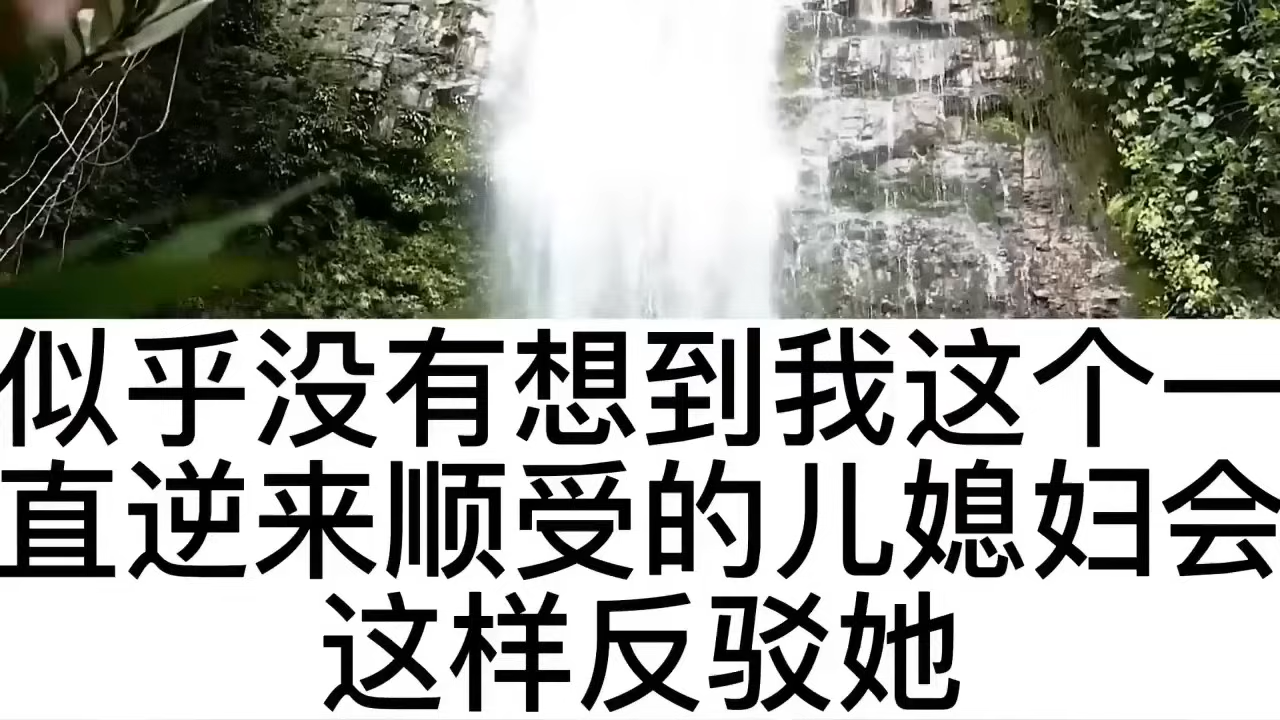 似乎没有想到我这个一
直逆来顺受的儿媳妇会
这样反驳她